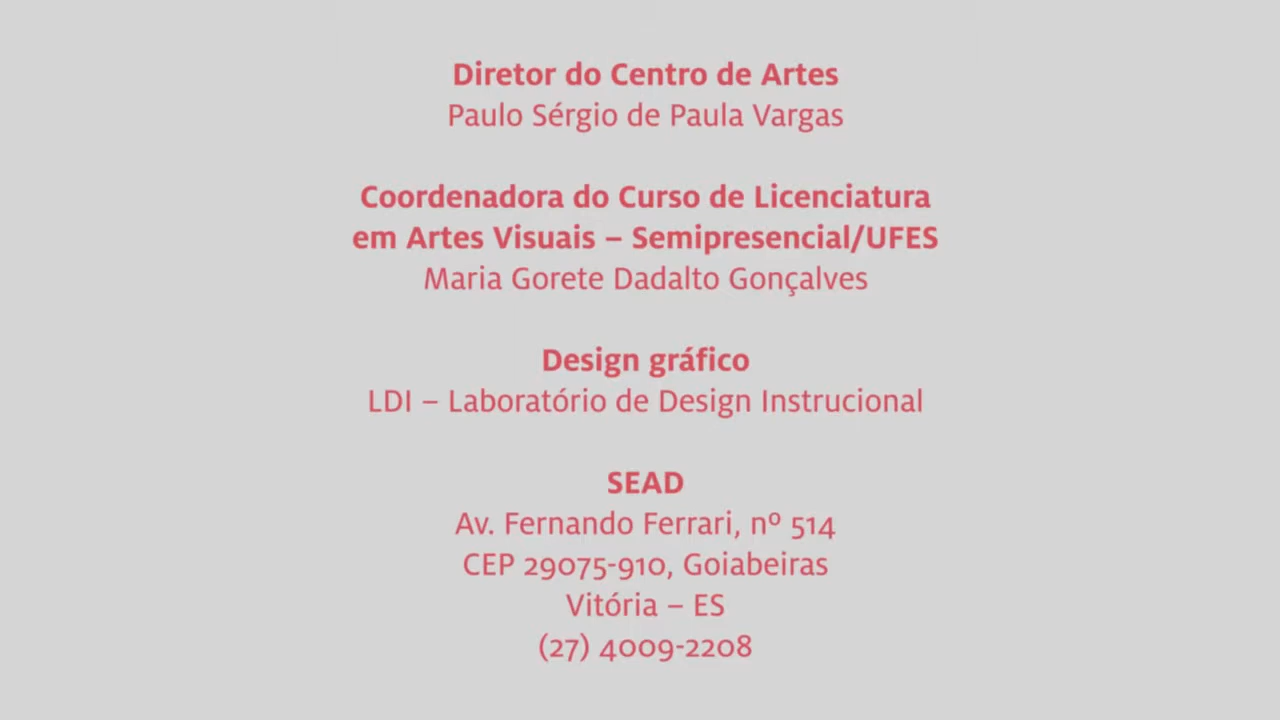 Diretor do Centro de Artes
Paulo Sérgio de Paula Vargas
Coordenadora do Curso de Licenciatura
em Artes Visuais – Semipresencial/UFES
Maria Gorete Dadalto Gonçalves
Design gráfico
LDI – Laboratório de Design Instrucional
SEAD
Av. Fernando Ferrari, nº 514
CEP 29075-910, Goiabeiras
Vitória – ES
(27) 4009-2208